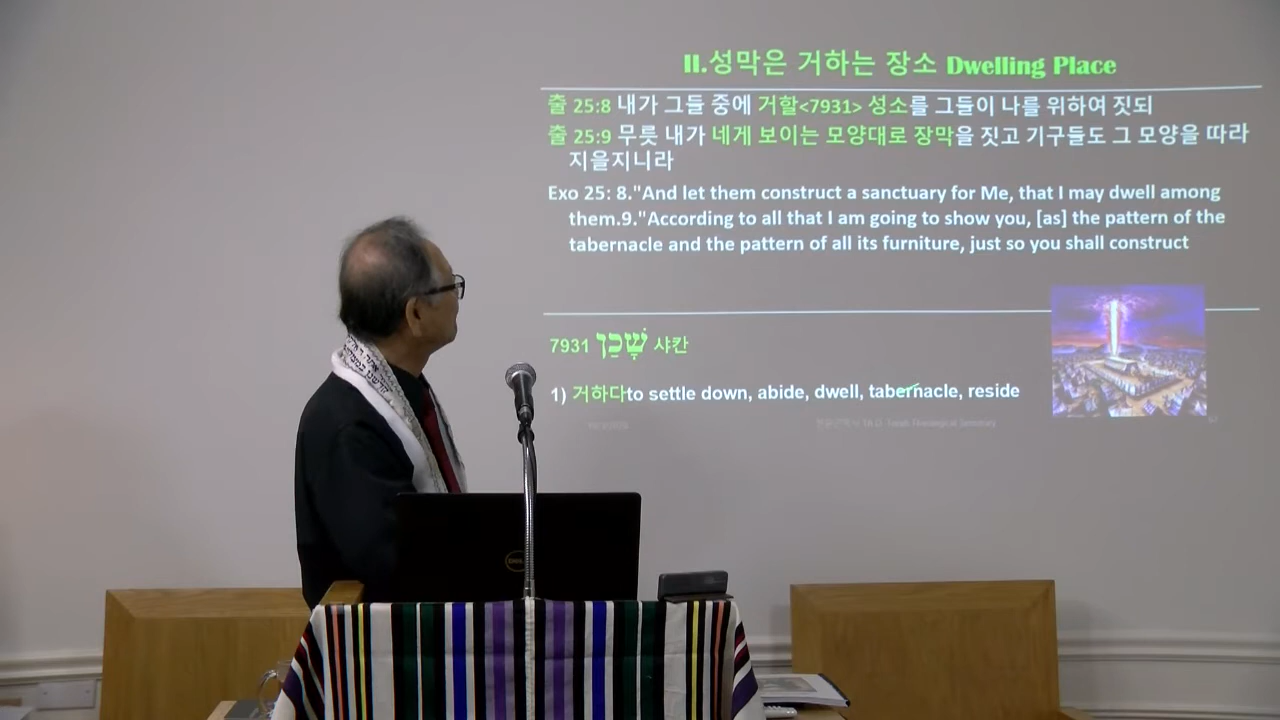 II.성막은 거하는 장소 Dwelling Place
출 25:8 내가 그들 중에 거할<7931> 성소를 그들이 나를 위하여 짓되
출 25:9 무릇 내가 네게 보이는 모양대로 장막을 짓고 기구들도 그 모양을 따라
지을지니라
Exo 25: 8."And let them construct a sanctuary for Me, that I may dwell among
them.9."According to all that I am going to show you, [as] the pattern of the
tabernacle and the pattern of all its furniture, just so you shall construct
7931 שָׁכַן 샤칸
1) 거하다to settle down, abide, dwell, tabernacle, reside
Theological Seminary
DELL